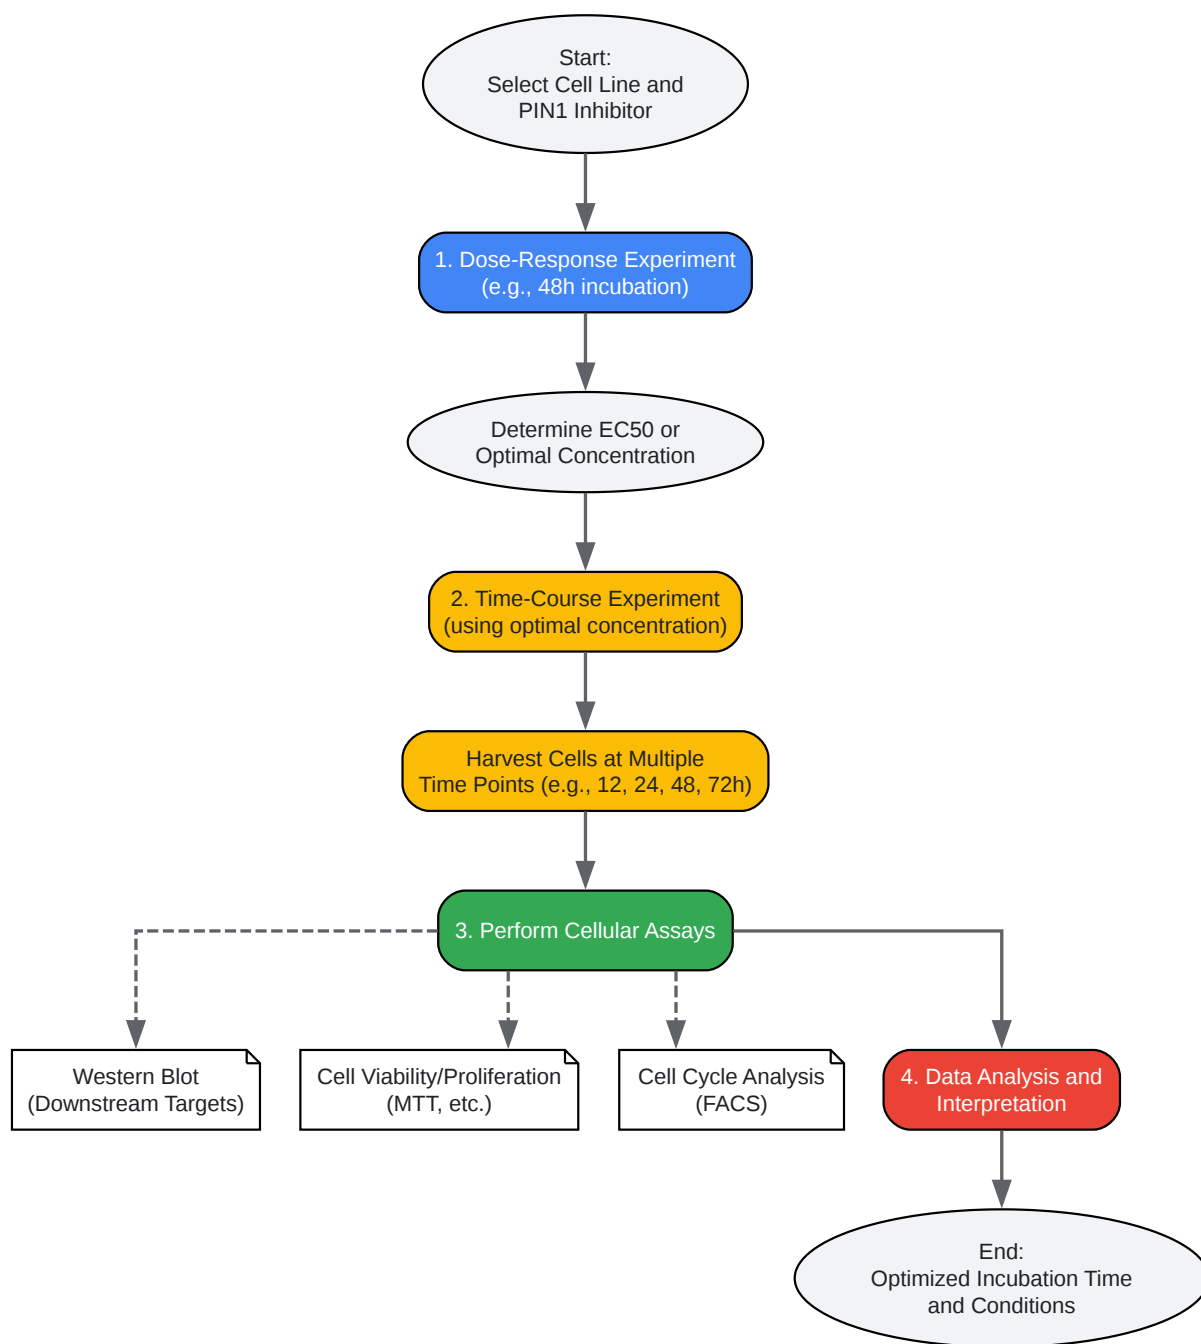 Start:
Select Cell Line and
PIN1 Inhibitor
1. Dose-Response Experiment
(e.g., 48h incubation)
Determine EC50 or
Optimal Concentration
2. Time-Course Experiment
(using optimal concentration)
Harvest Cells at Multiple
Time Points (e.g., 12, 24, 48, 72h)
3. Perform Cellular Assays
Western Blot
(Downstream Targets)
Cell Viability/Proliferation
(MTT, etc.)
Cell Cycle Analysis
(FACS)
4. Data Analysis and
Interpretation
End:
Optimized Incubation Time
and Conditions